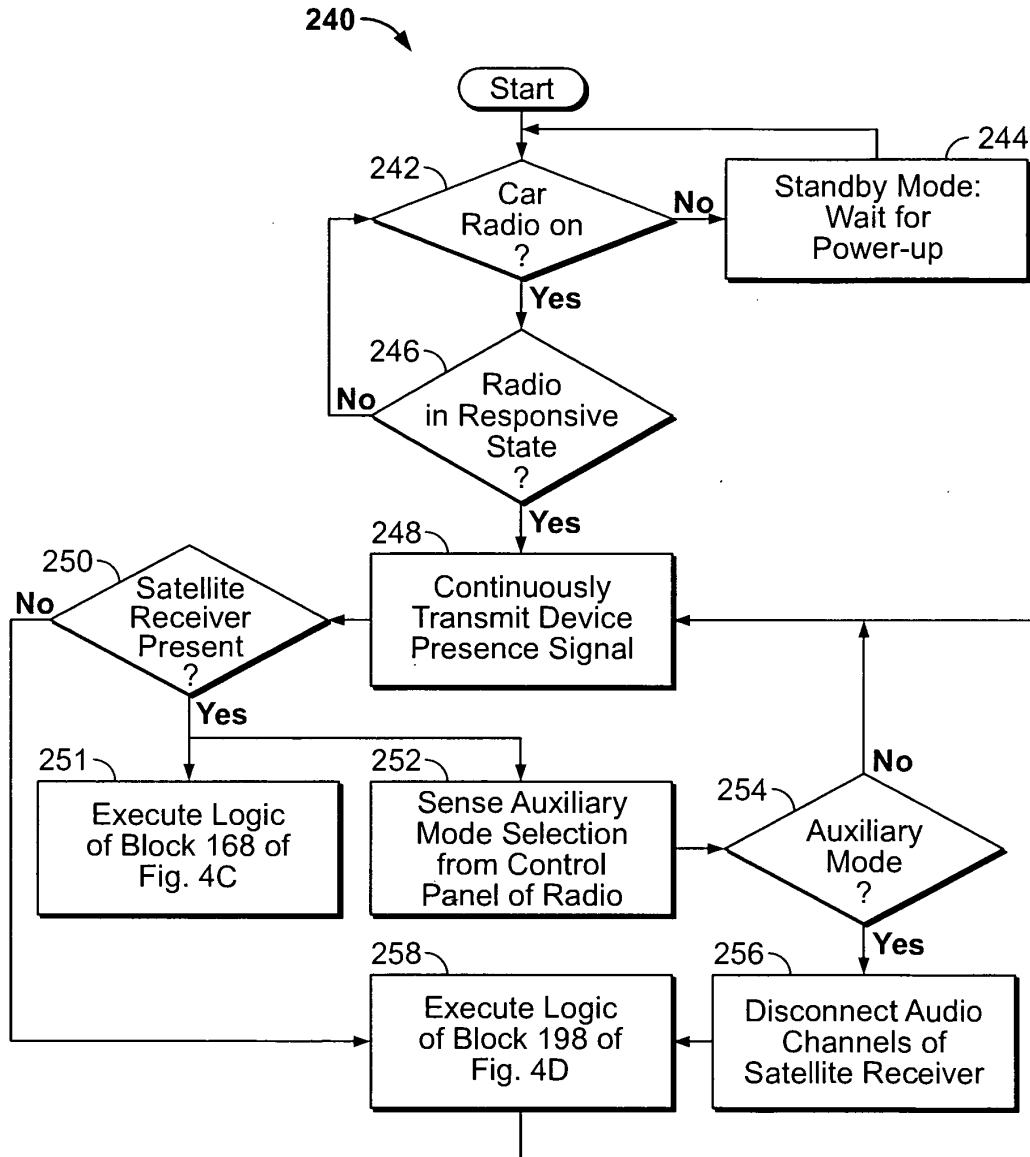 240
Start
242
Car
Radio on
?
No
Yes
244
Standby Mode:
Wait for
Power-up
246
Radio
in Responsive
State
?
No
Yes
248
Continuously
Transmit Device
Presence Signal
250
Satellite
Receiver
Present
?
No
Yes
251
Execute Logic
of Block 168 of
Fig. 4C
252
Sense Auxiliary
Mode Selection
from Control
Panel of Radio
254
Auxiliary
Mode
?
No
Yes
256
Disconnect Audio
Channels of
Satellite Receiver
258
Execute Logic
of Block 198 of
Fig. 4D